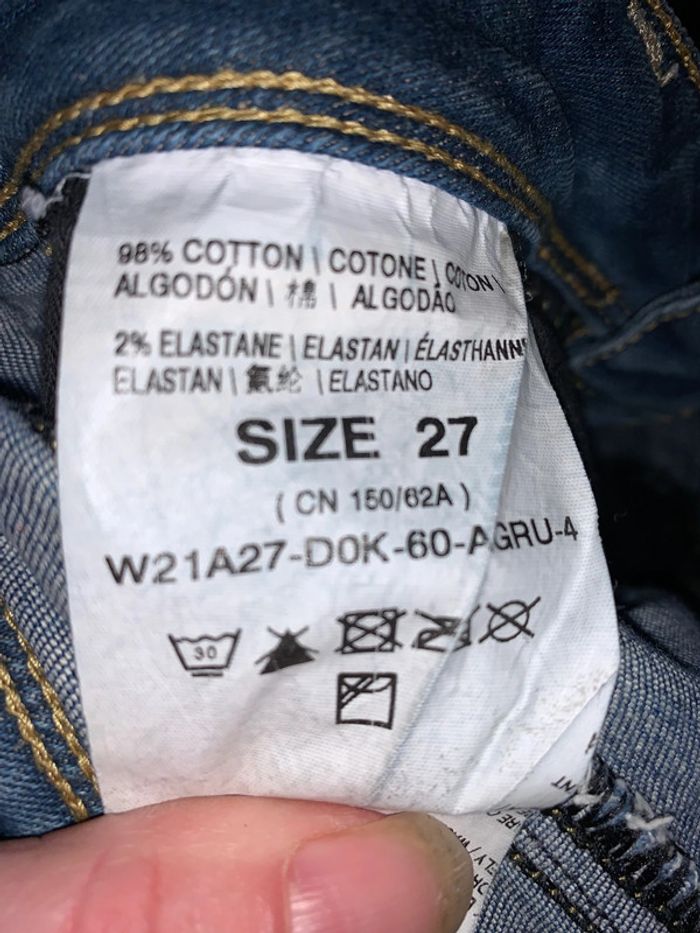 98% COTTON | COTONE | COTON |
ALGODÓN | 棉 | ALGODÃO
2% ELASTANE | ELASTAN | ÉLASTHANNE
ELASTAN | 氨纶 | ELASTANO
SIZE 27
( CN 150/62A )
W21A27-D0K-60-AGRU-4
30